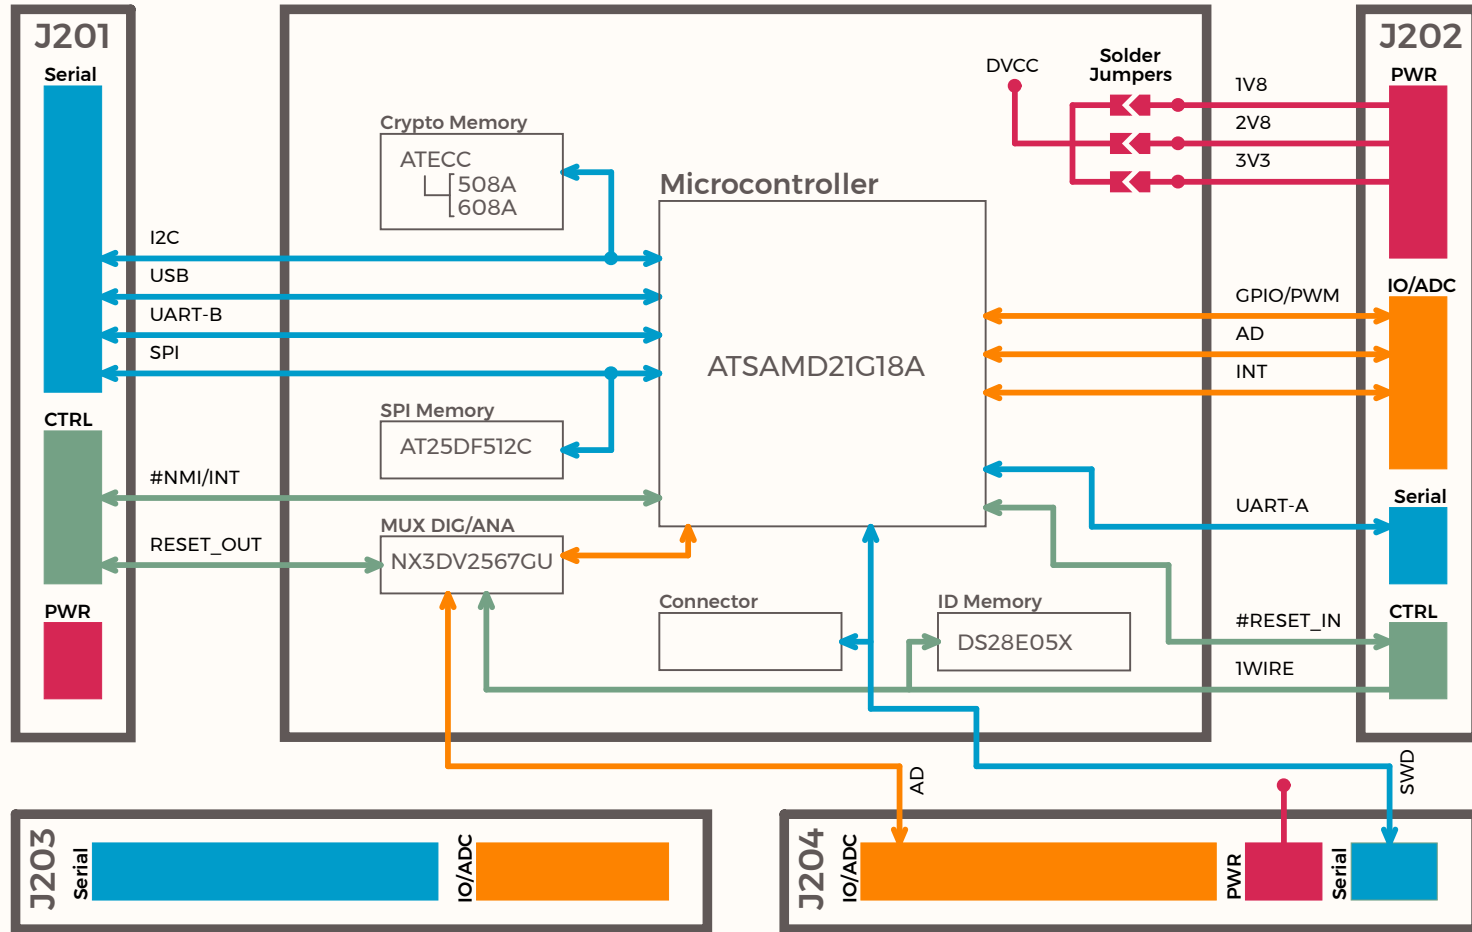 J201
Serial
I2C
USB
UART-B
SPI
CTRL
#NMI/INT
RESET_OUT
PWR
Crypto Memory
ATECC
508A
608A
Microcontroller
ATSAMD21G18A
SPI Memory
AT25DF512C
MUX DIG/ANA
NX3DV2567GU
Connector
ID Memory
DS28E05X
DVCC
Solder
Jumpers
J202
PWR
1V8
2V8
3V3
IO/ADC
GPIO/PWM
AD
INT
Serial
UART-A
CTRL
#RESET_IN
1WIRE
AD
SWD
J203
Serial
IO/ADC
J204
IO/ADC
PWR
Serial